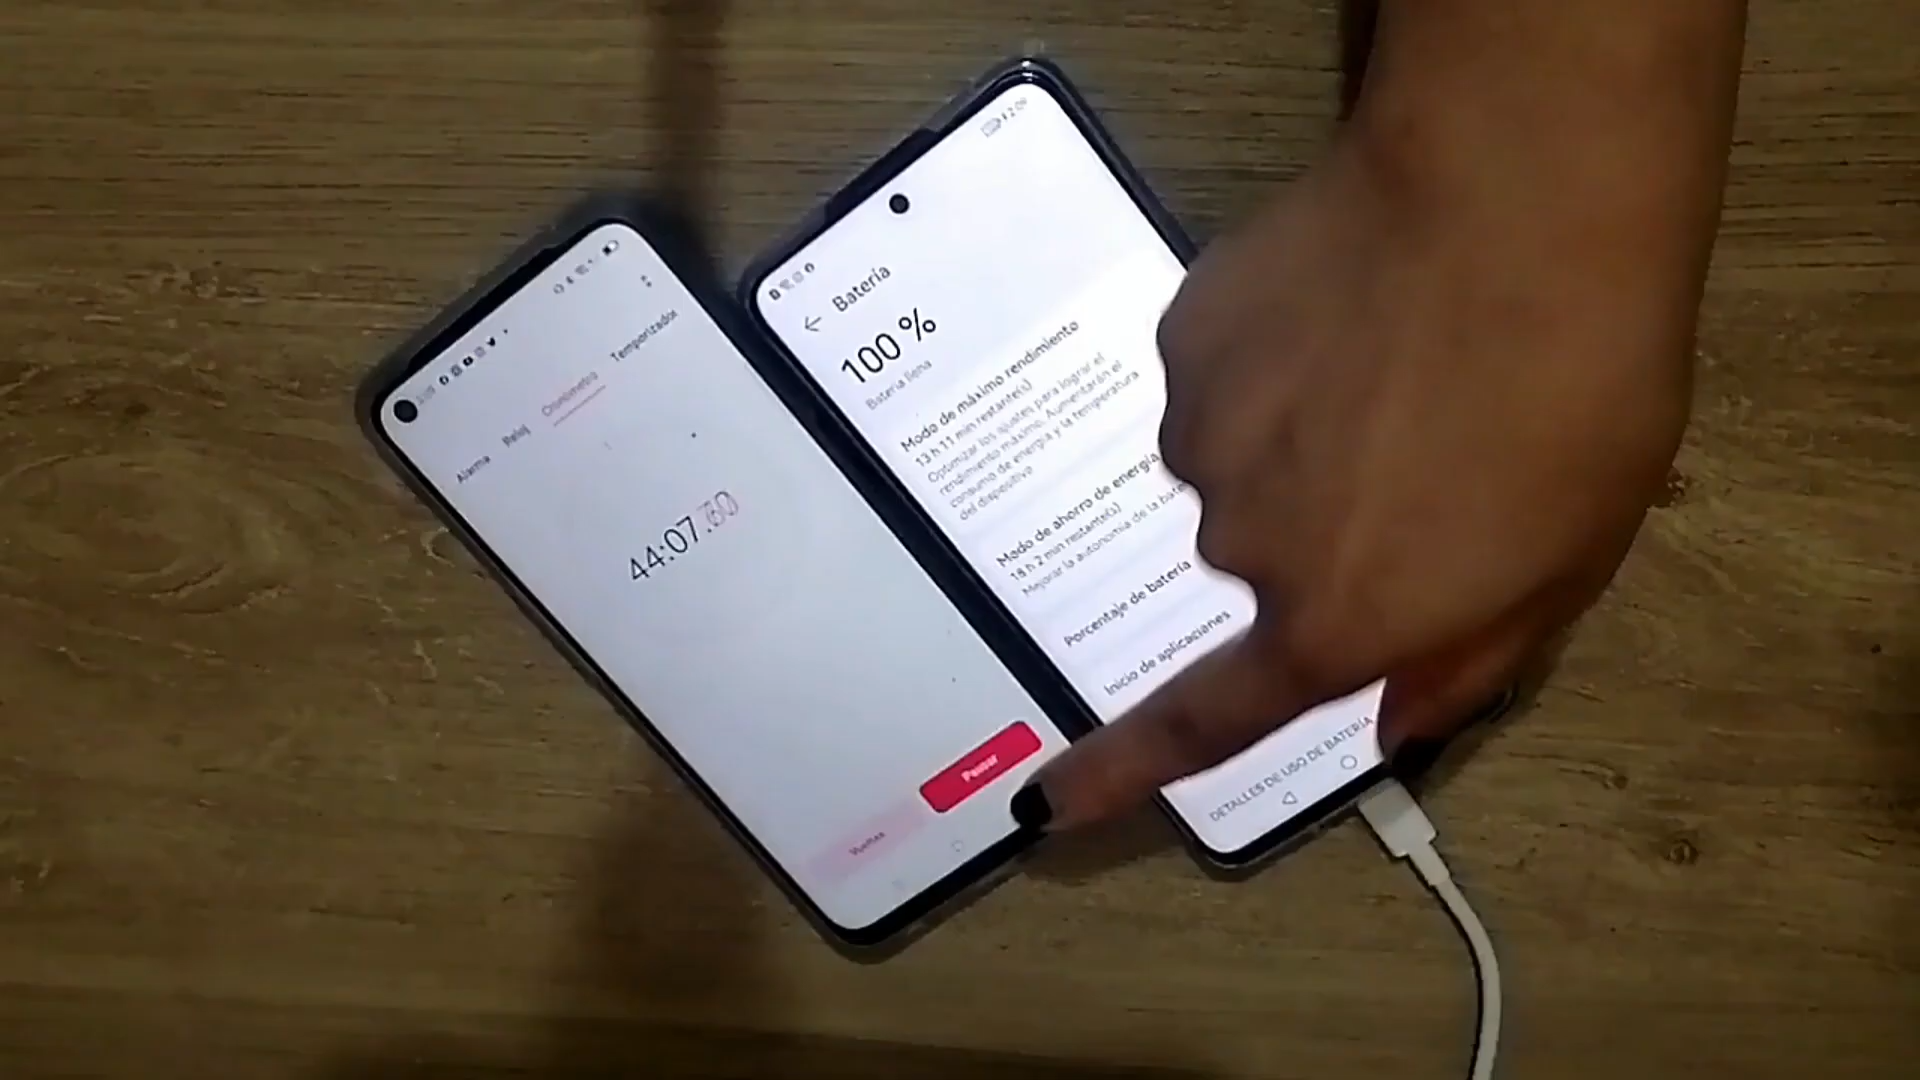 Alarma
Reloj
Cronómetro
Temporizador
44:07
Pausar
Vueltas
2:09
Batería
100 %
Batería llena
Modo de máximo rendimiento
13 h 11 min restante(s)
Optimizar los ajustes para lograr el
rendimiento máximo. Aumentarán el
consumo de energía y la temperatura
del dispositivo
Modo de ahorro de energía
18 h 2 min restante(s)
Mejorar la autonomía de la
Porcentaje de batería
Inicio de aplicaciones
DETALLES DE USO DE BATERÍA